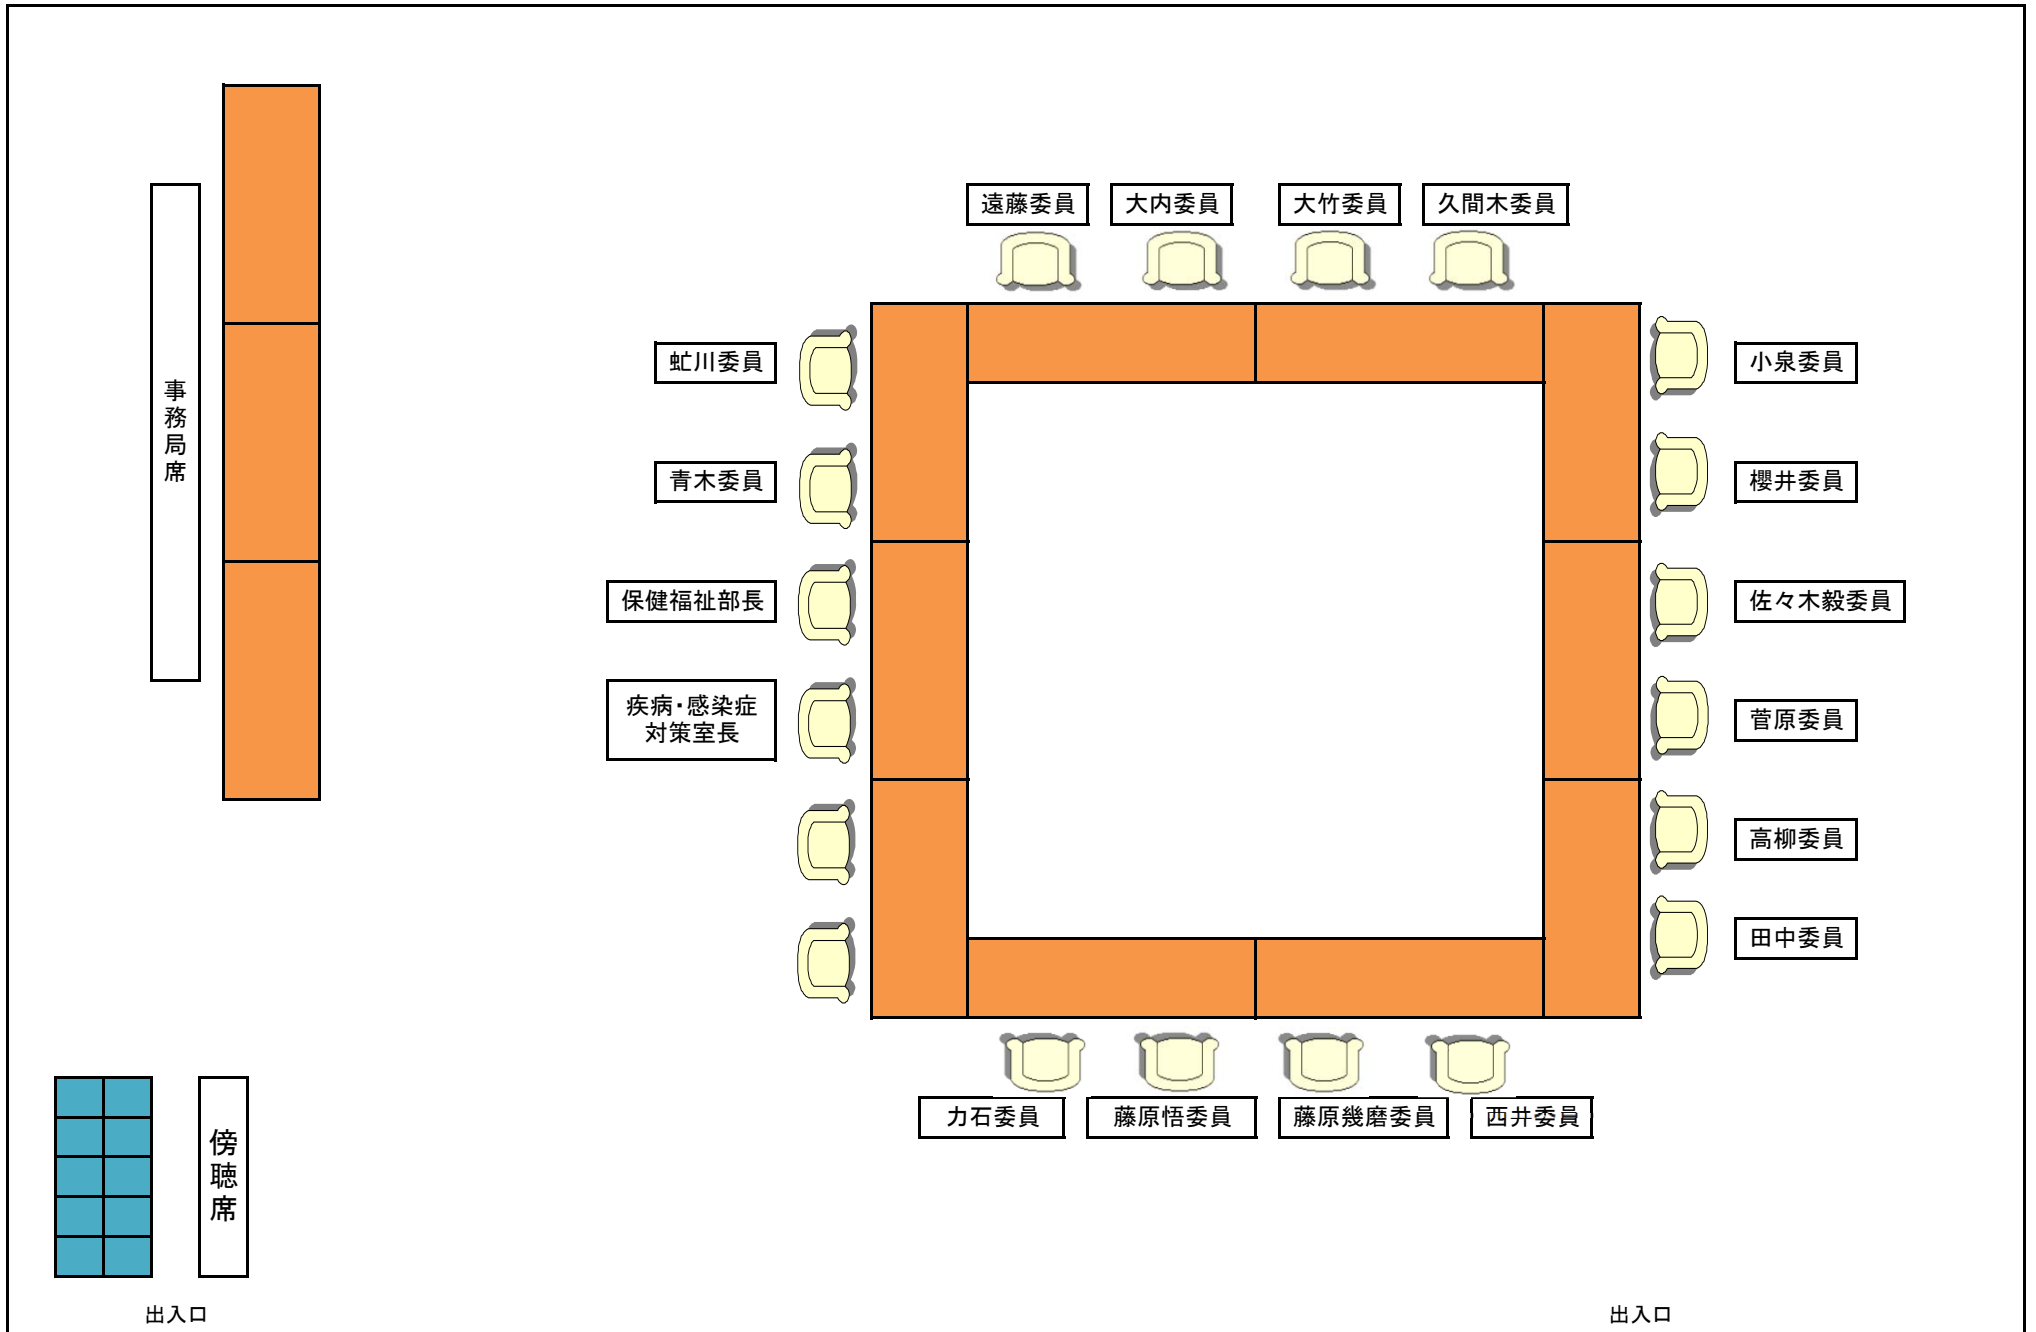 遠藤委員
大内委員
大竹委員
久間木委員
事務局席
虻川委員
小泉委員
青木委員
櫻井委員
保健福祉部長
佐々木毅委員
疾病・感染症
対策室長
菅原委員
高柳委員
田中委員
力石委員
藤原悟委員
藤原幾磨委員
西井委員
傍聴席
出入口
出入口